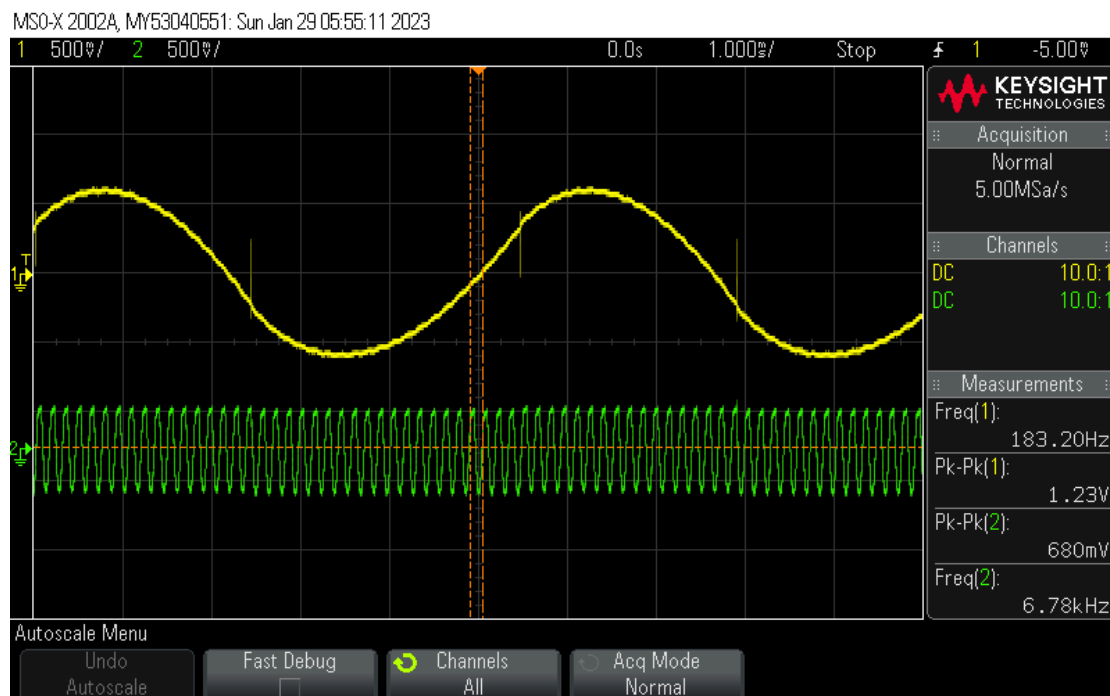 MSO-X 2002A, MY53040551: Sun Jan 29 05:55:11 2023
1 500mV/ 2 500mV/ 0.0s 1.000ms/ Stop 1 -5.00mV
KEYSIGHT
TECHNOLOGIES
Acquisition
Normal
5.00MSa/s
Channels
DC 10.0:1
DC 10.0:1
Measurements
Freq(1):
183.20Hz
Pk-Pk(1):
1.23V
Pk-Pk(2):
680mV
Freq(2):
6.78kHz
T
1
2
Autoscale Menu
Undo
Autoscale
Fast Debug
Channels
All
Acq Mode
Normal